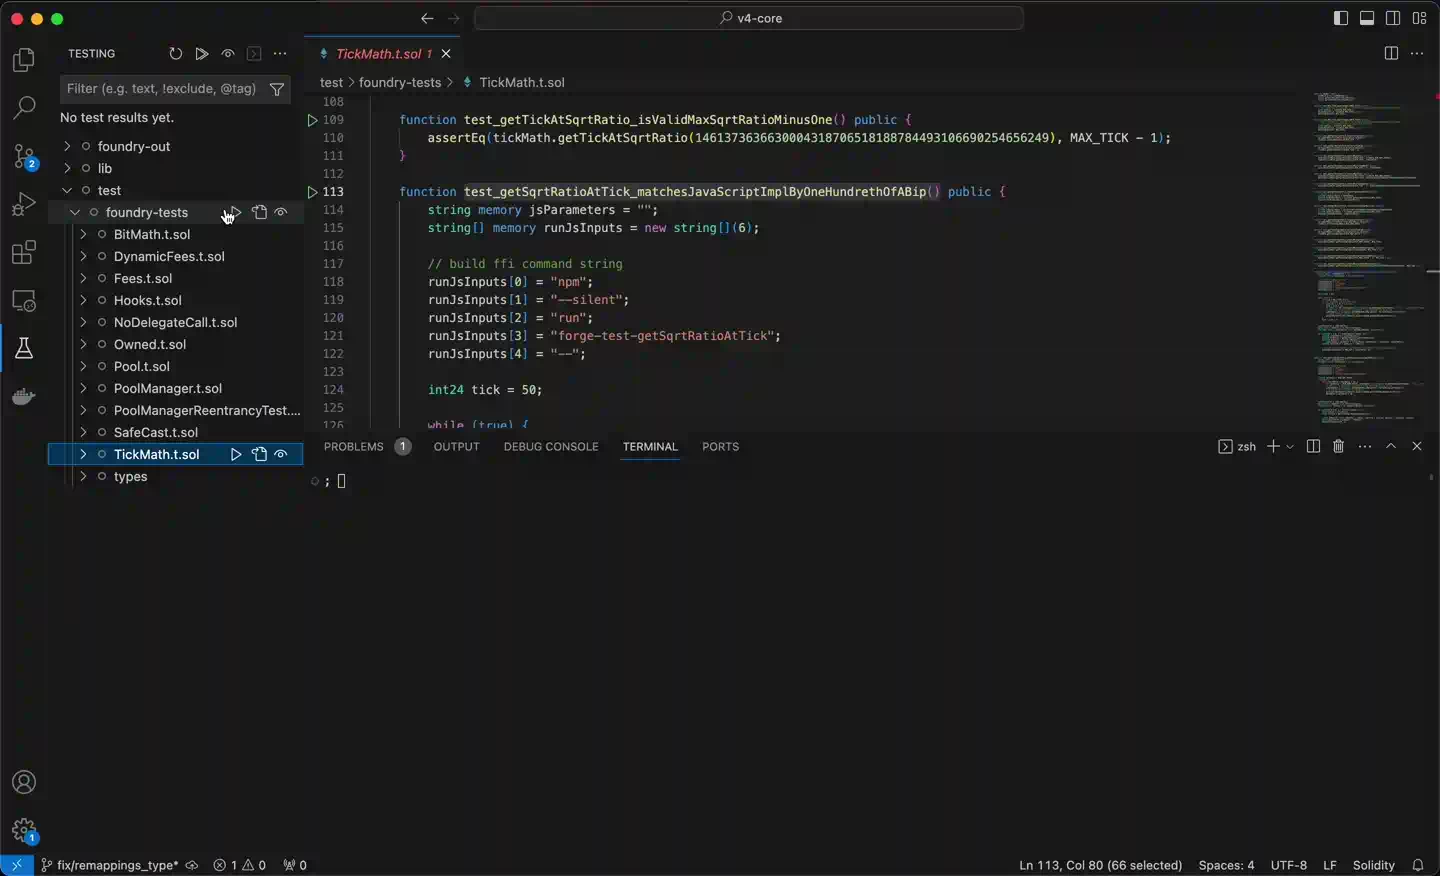 v4-core
TESTING
TickMath.t.sol 1
test > foundry-tests > TickMath.t.sol
Filter (e.g. text, !exclude, @tag)
No test results yet.
foundry-out
lib
test
foundry-tests
BitMath.t.sol
DynamicFees.t.sol
Fees.t.sol
Hooks.t.sol
NoDelegateCall.t.sol
Owned.t.sol
Pool.t.sol
PoolManager.t.sol
PoolManagerReentrancyTest....
SafeCast.t.sol
TickMath.t.sol
types
2
1
108
109 function test_getTickAtSqrtRatio_isValidMaxSqrtRatioMinusOne() public {
110 assertEq(tickMath.getTickAtSqrtRatio(1461373636630004318706518188784493106690254656249), MAX_TICK - 1);
111 }
112
113 function test_getSqrtRatioAtTick_matchesJavaScriptImplByOneHundrethOfABip() public {
114 string memory jsParameters = "";
115 string[] memory runJsInputs = new string[](6);
116
117 // build ffi command string
118 runJsInputs[0] = "npm";
119 runJsInputs[1] = "--silent";
120 runJsInputs[2] = "run";
121 runJsInputs[3] = "forge-test-getSqrtRatioAtTick";
122 runJsInputs[4] = "--";
123
124 int24 tick = 50;
125
126 while (true) {
PROBLEMS 1 OUTPUT DEBUG CONSOLE TERMINAL PORTS
zsh
;
fix/remappings_type* 1 0 0
Ln 113, Col 80 (66 selected) Spaces: 4 UTF-8 LF Solidity